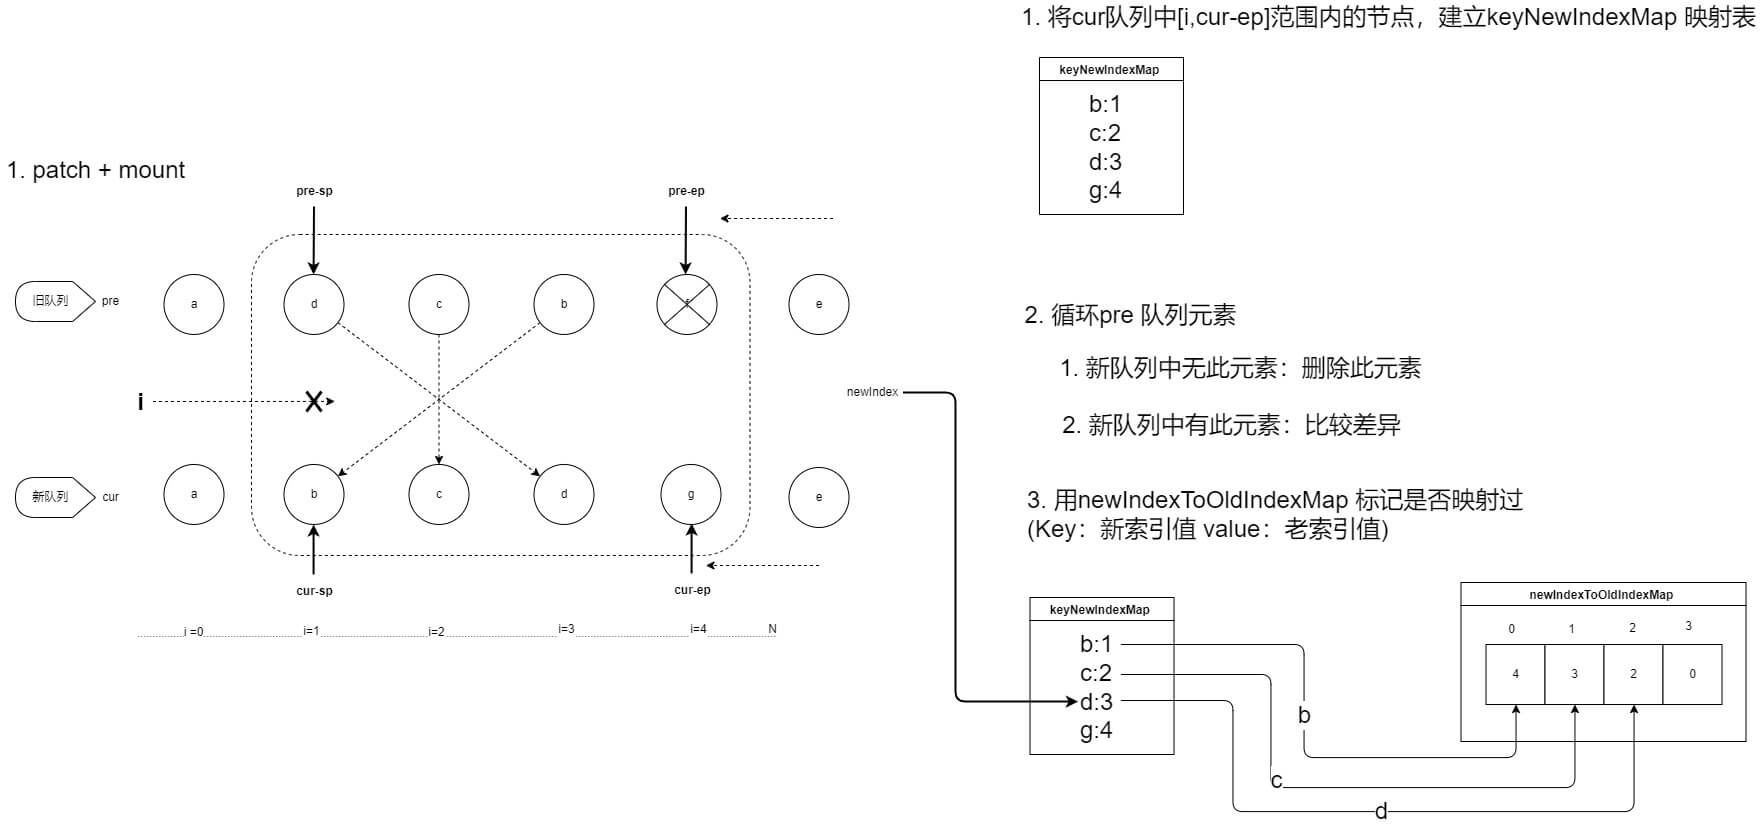 1. patch + mount
pre-sp
pre-ep
旧队列
pre
a
d
c
b
f
e
i
新队列
cur
a
b
c
d
g
e
cur-sp
cur-ep
i =0
i=1
i=2
i=3
i=4
N
1. 将cur队列中[i,cur-ep]范围内的节点，建立keyNewIndexMap 映射表
keyNewIndexMap
b:1
c:2
d:3
g:4
2. 循环pre 队列元素
1. 新队列中无此元素：删除此元素
2. 新队列中有此元素：比较差异
newIndex
3. 用newIndexToOldIndexMap 标记是否映射过
(Key：新索引值 value：老索引值)
keyNewIndexMap
b:1
c:2
d:3
g:4
newIndexToOldIndexMap
0 1 2 3
4 3 2 0
b
c
d